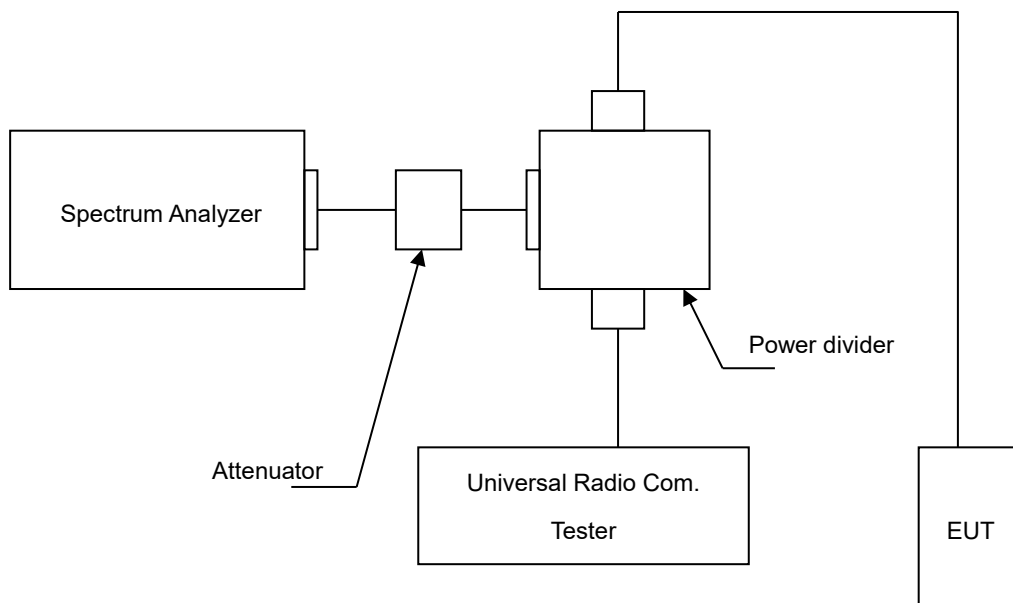 Spectrum Analyzer
Power divider
Attenuator
Universal Radio Com.
Tester
EUT